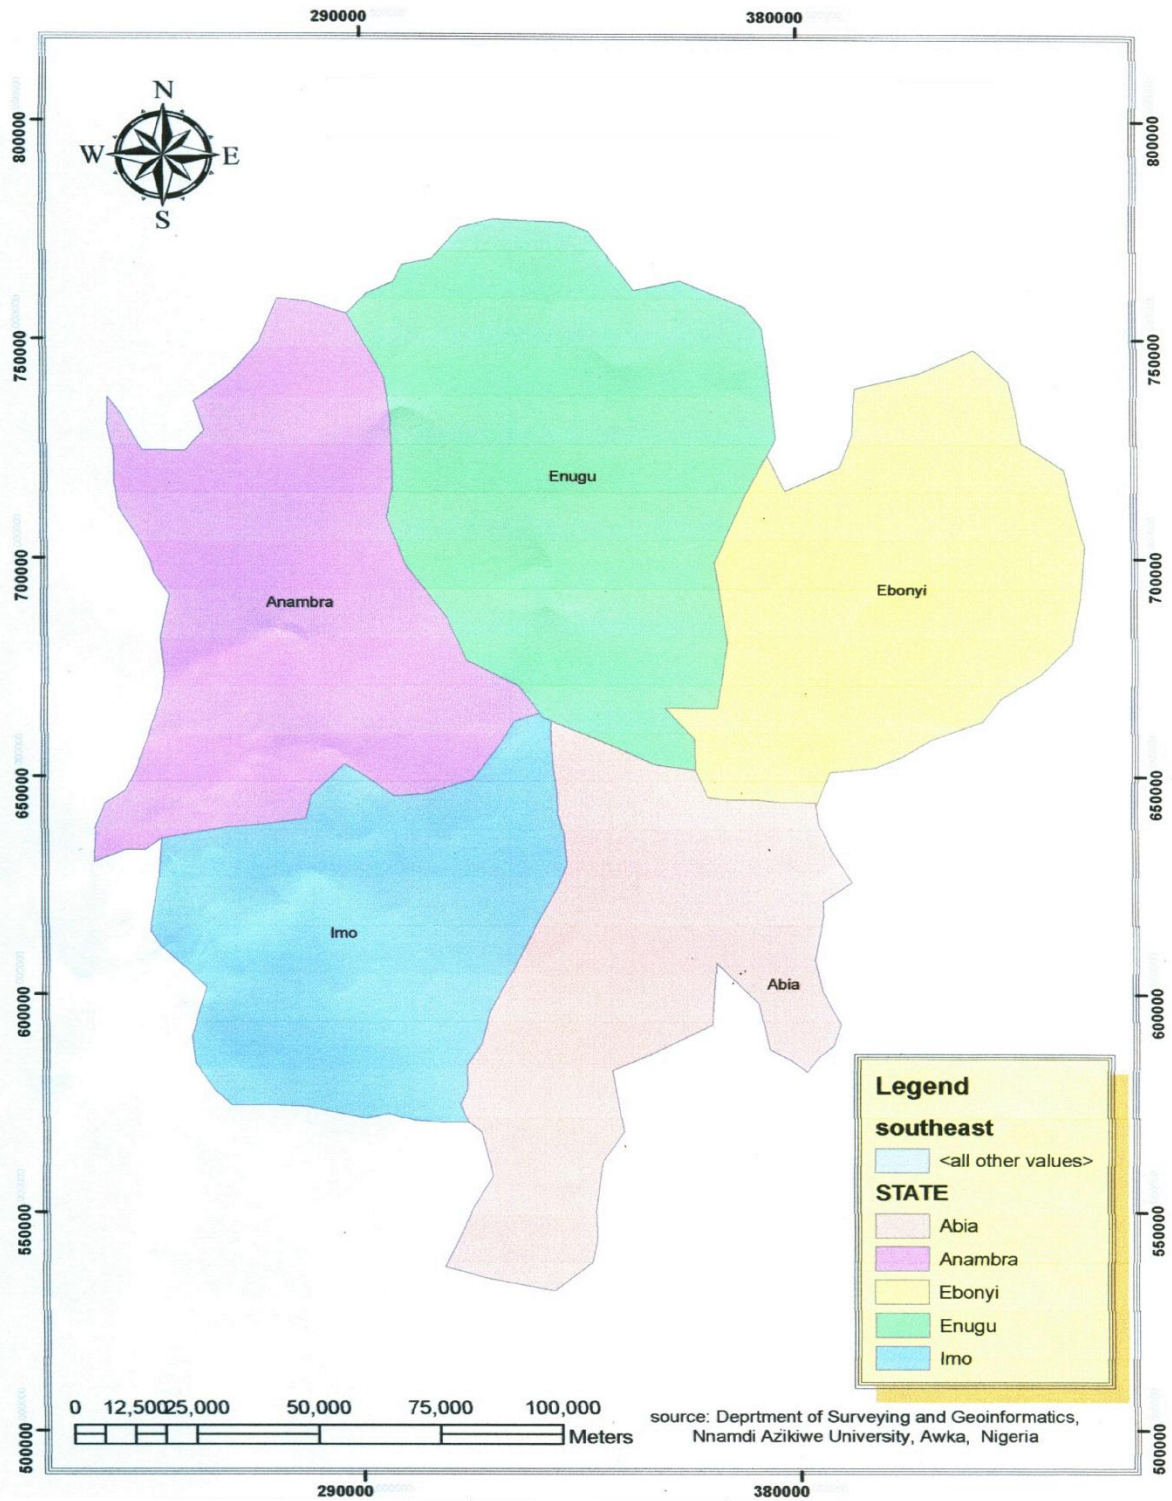 290000 380000
N
W E
S
800000 800000
750000 750000
700000 700000
650000 650000
600000 600000
550000 550000
500000 500000
Enugu
Ebonyi
Anambra
Imo
Abia
Legend
southeast
<all other values>
STATE
Abia
Anambra
Ebonyi
Enugu
Imo
0 12,500 25,000 50,000 75,000 100,000
Meters
source: Deprtment of Surveying and Geoinformatics,
Nnamdi Azikiwe University, Awka, Nigeria
290000 380000